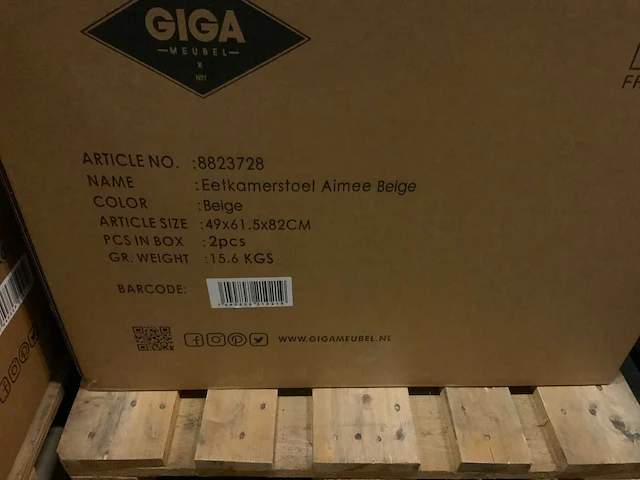 GIGA
MEUBEL
X
ARTICLE NO. :8823728
NAME :Eetkamerstoel Aimee Beige
COLOR :Beige
ARTICLE SIZE :49x61.5x82CM
PCS IN BOX :2pcs
GR. WEIGHT :15.6 KGS
BARCODE:
WWW.GIGAMEUBEL.NL